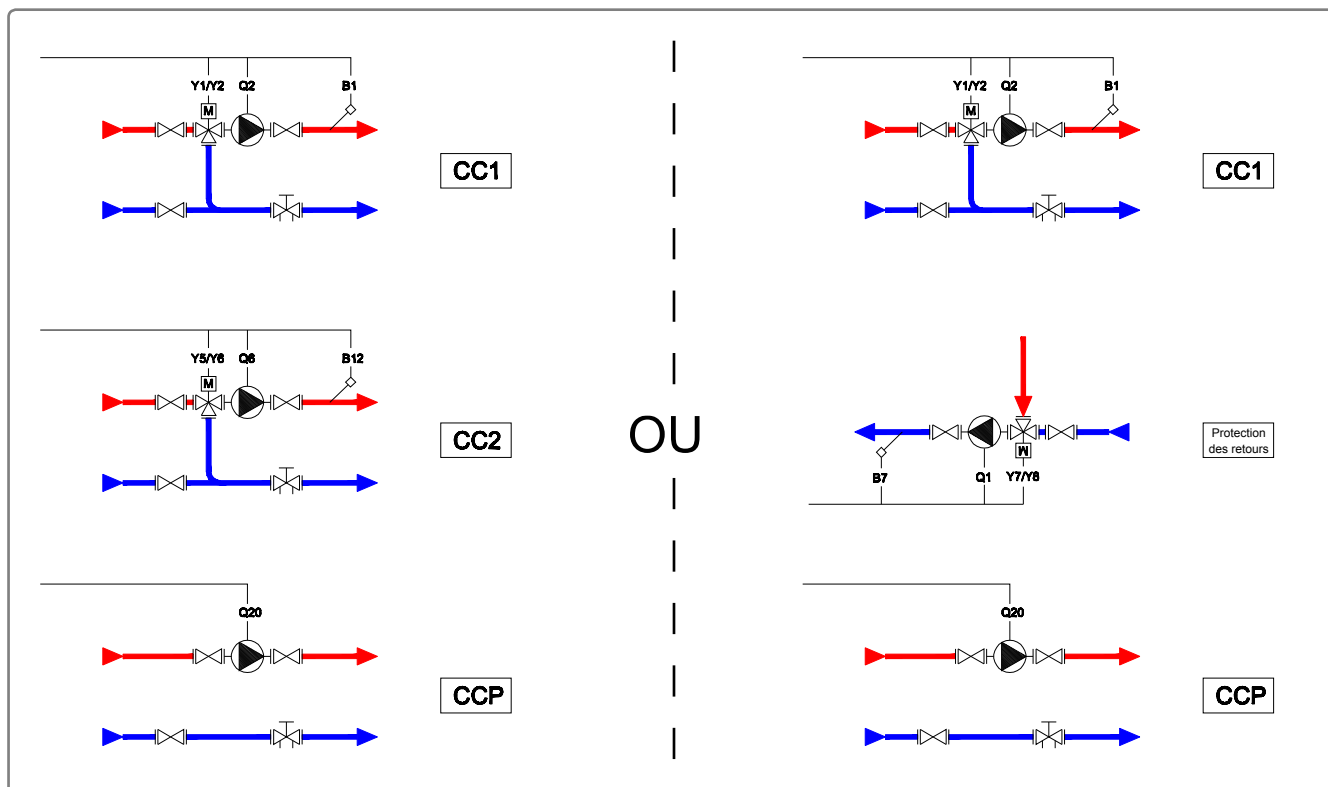 Y1/Y2 Q2 B1
M
CC1
Y5/Y6 Q6 B12
M
CC2
Q20
CCP
OU
Y1/Y2 Q2 B1
M
CC1
M
B7 Q1 Y7/Y8
Protection
des retours
Q20
CCP